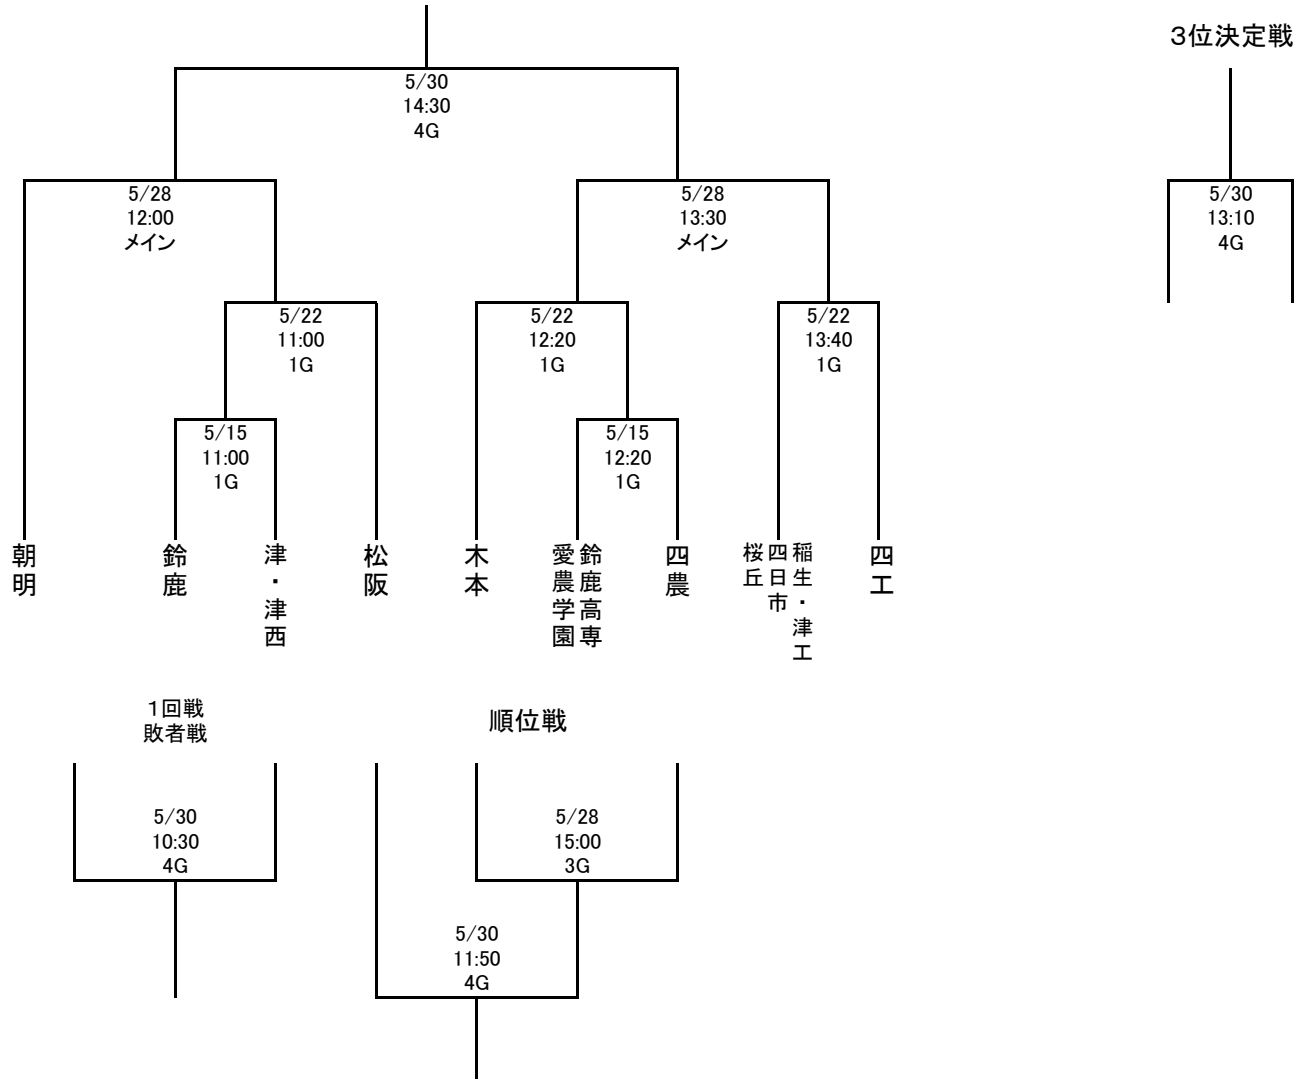 3位決定戦
5/30
14:30
4G
5/28
12:00
メイン
5/28
13:30
メイン
5/30
13:10
4G
5/22
11:00
1G
5/22
12:20
1G
5/22
13:40
1G
5/15
11:00
1G
5/15
12:20
1G
朝明
鈴鹿
津・津西
松阪
木本
鈴鹿高専
愛農学園
四農
稲生・津工
四日市
桜丘
四工
1回戦
敗者戦
順位戦
5/30
10:30
4G
5/28
15:00
3G
5/30
11:50
4G